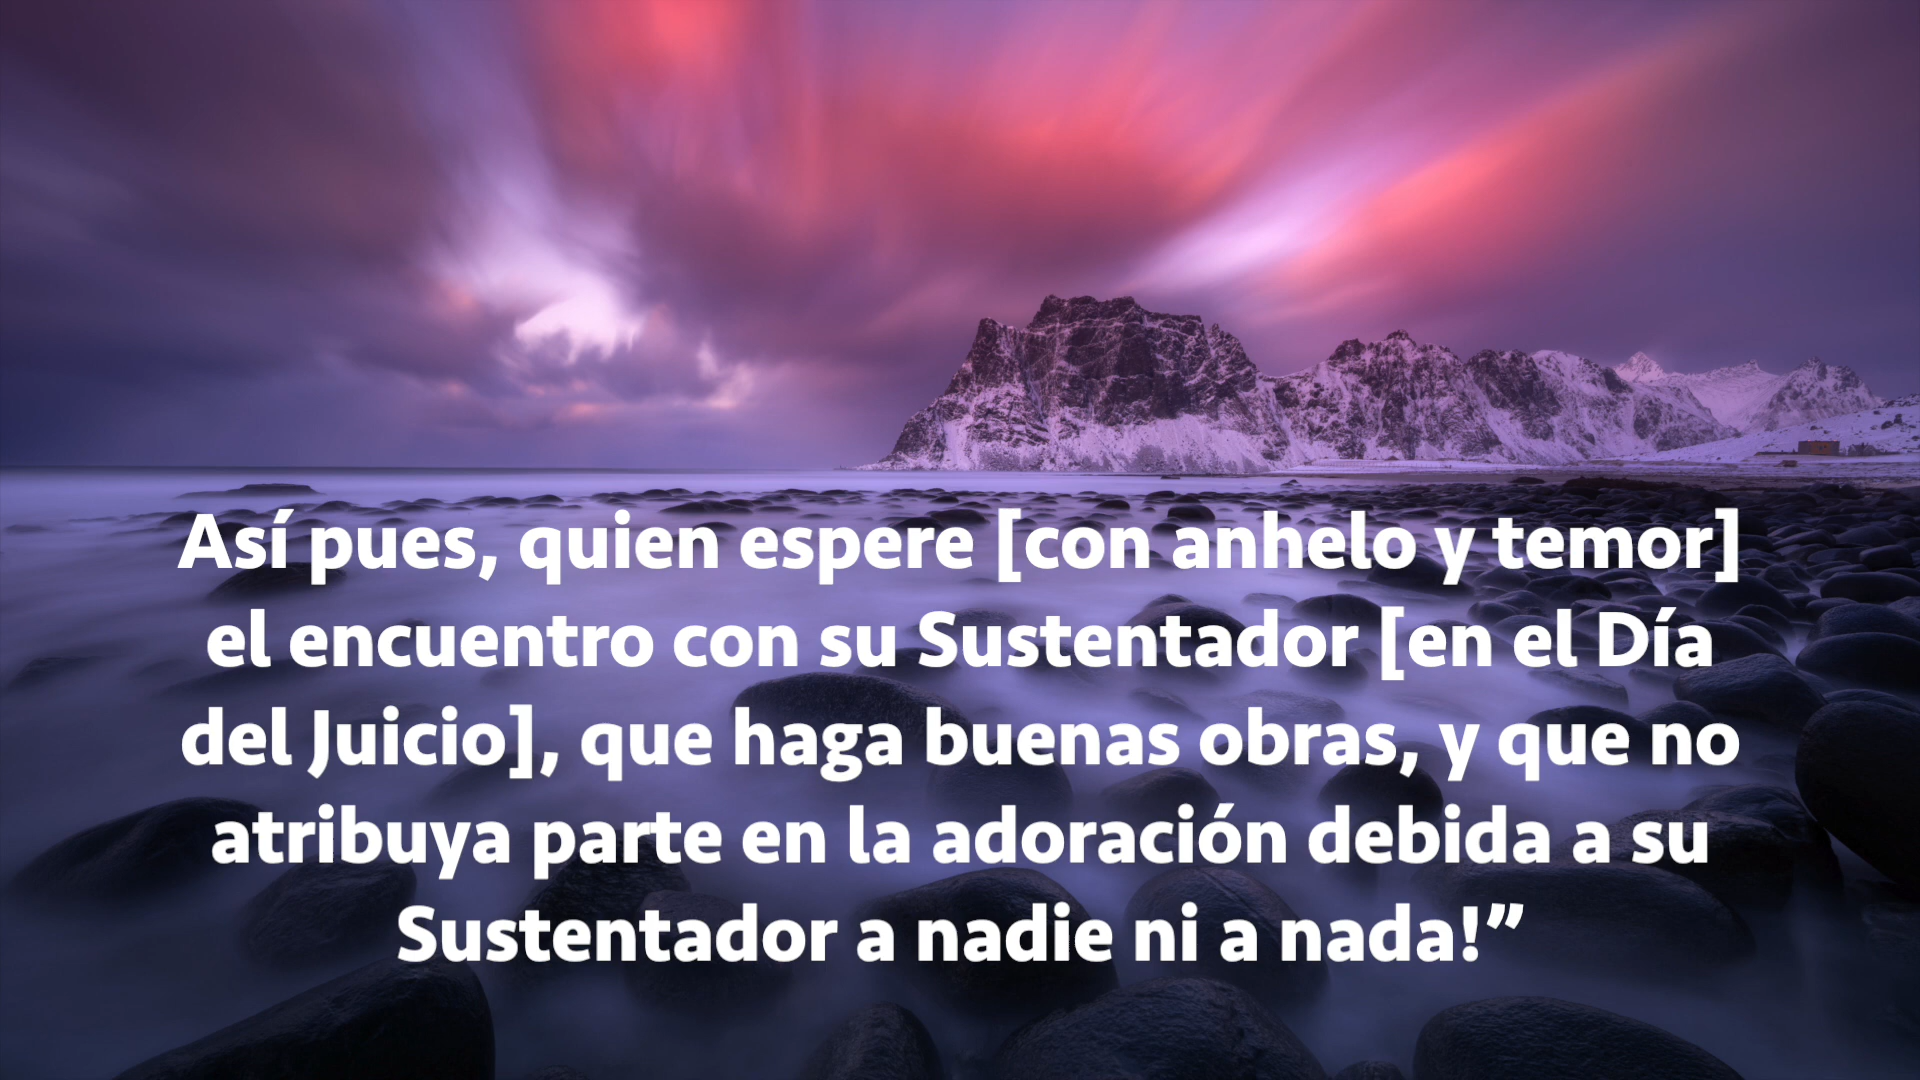 Así pues, quien espere [con anhelo y temor]
el encuentro con su Sustentador [en el Día
del Juicio], que haga buenas obras, y que no
atribuya parte en la adoración debida a su
Sustentador a nadie ni a nada!”